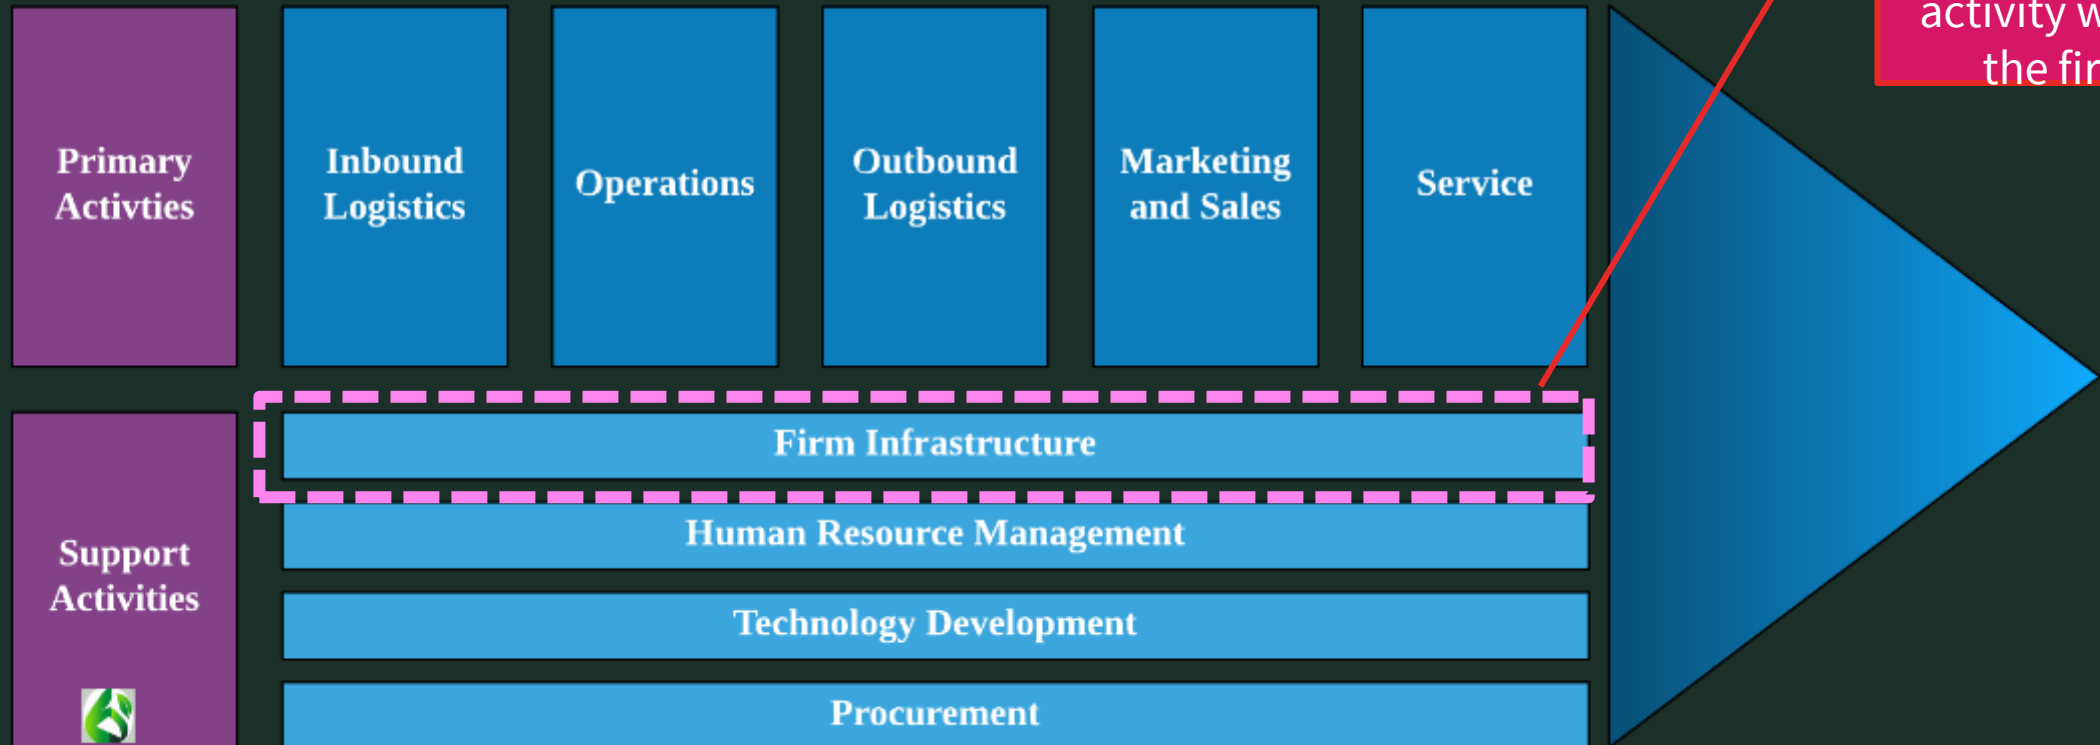 activity w
the fir
Primary
Activties
Inbound
Logistics
Operations
Outbound
Logistics
Marketing
and Sales
Service
Support
Activities
Firm Infrastructure
Human Resource Management
Technology Development
Procurement